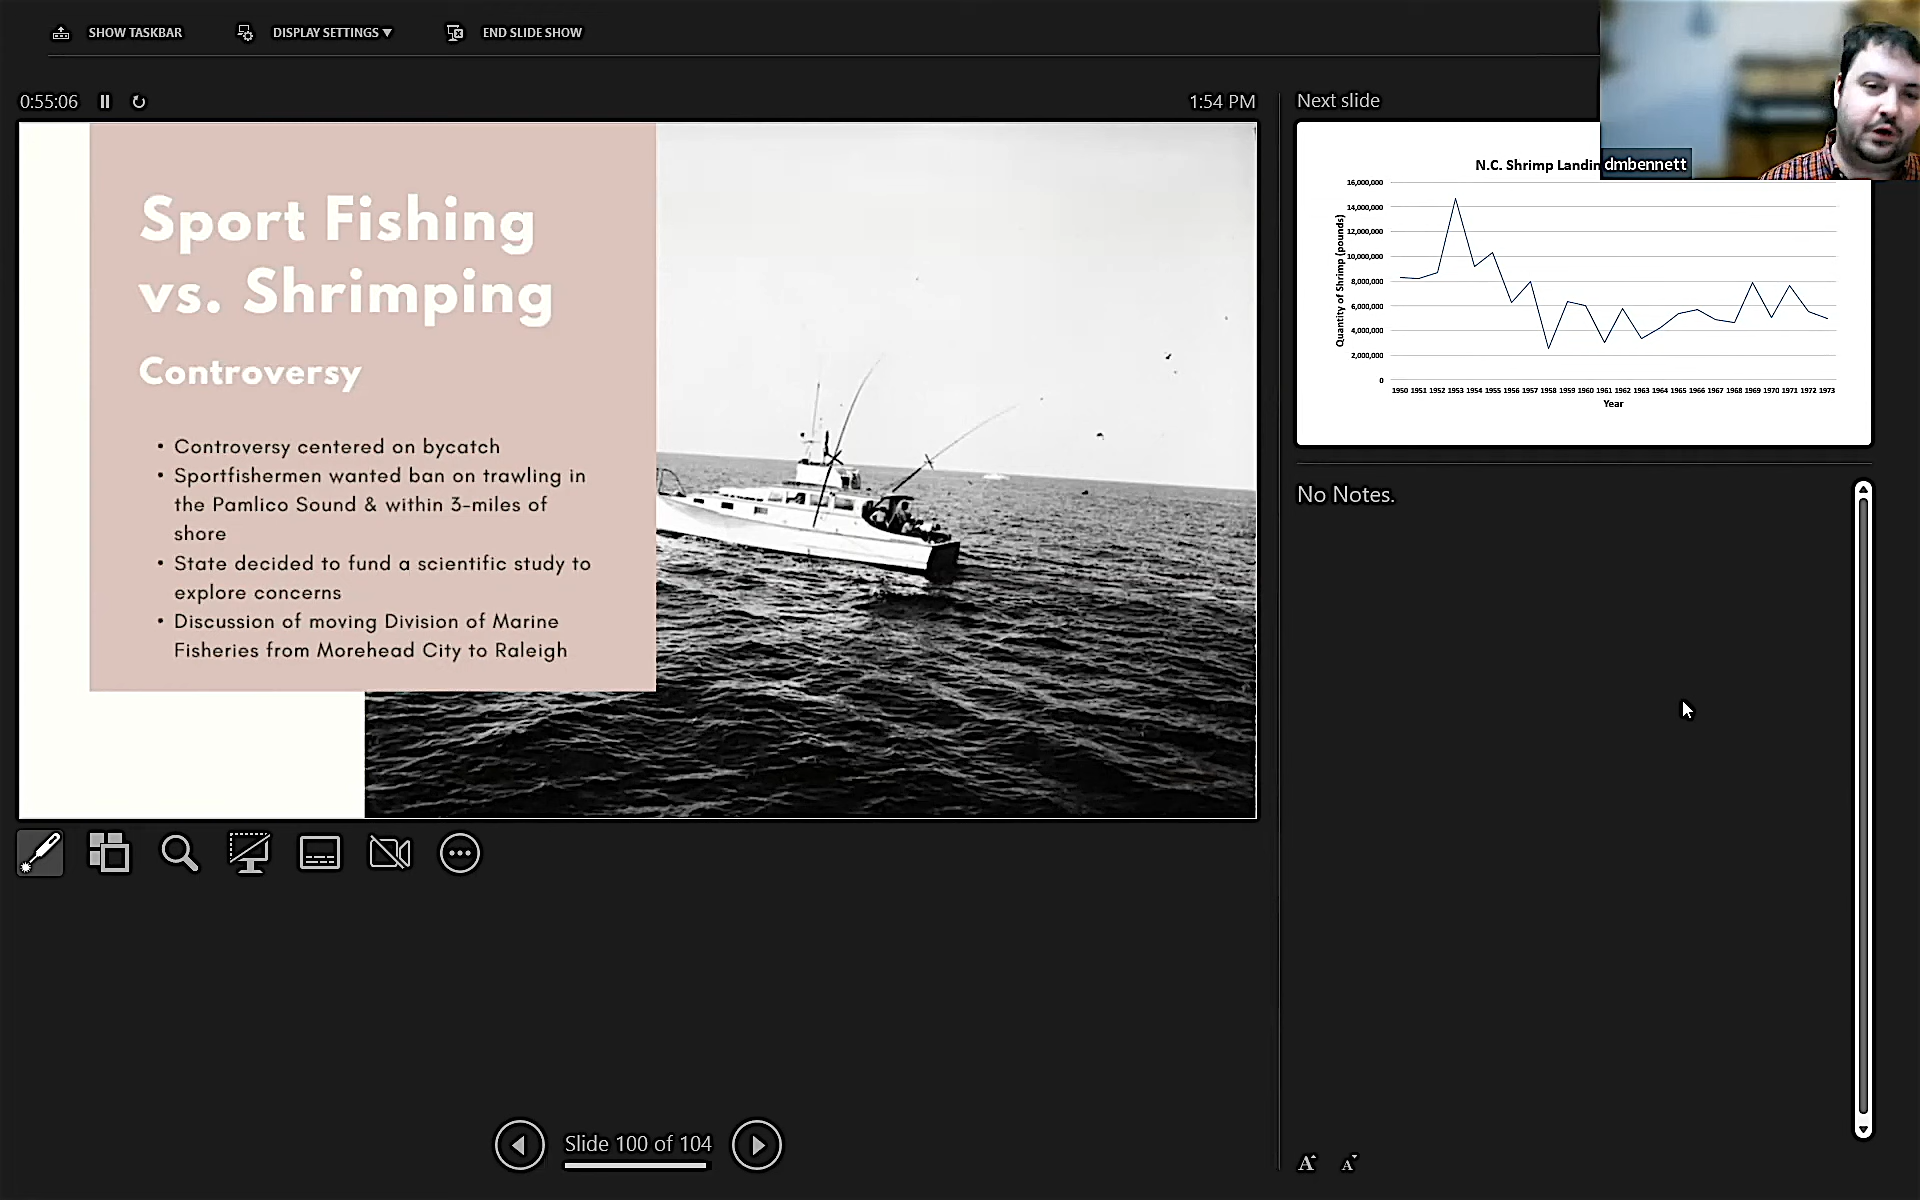 SHOW TASKBAR
DISPLAY SETTINGS ▼
END SLIDE SHOW
0:55:06
1:54 PM
Next slide
dmbennett
Sport Fishing
vs. Shrimping
Controversy
• Controversy centered on bycatch
• Sportfishermen wanted ban on trawling in
the Pamlico Sound & within 3-miles of
shore
• State decided to fund a scientific study to
explore concerns
• Discussion of moving Division of Marine
Fisheries from Morehead City to Raleigh
N.C. Shrimp Landin
Quantity of Shrimp (pounds)
16,000,000
14,000,000
12,000,000
10,000,000
8,000,000
6,000,000
4,000,000
2,000,000
0
1950 1951 1952 1953 1954 1955 1956 1957 1958 1959 1960 1961 1962 1963 1964 1965 1966 1967 1968 1969 1970 1971 1972 1973
Year
No Notes.
Slide 100 of 104
A A